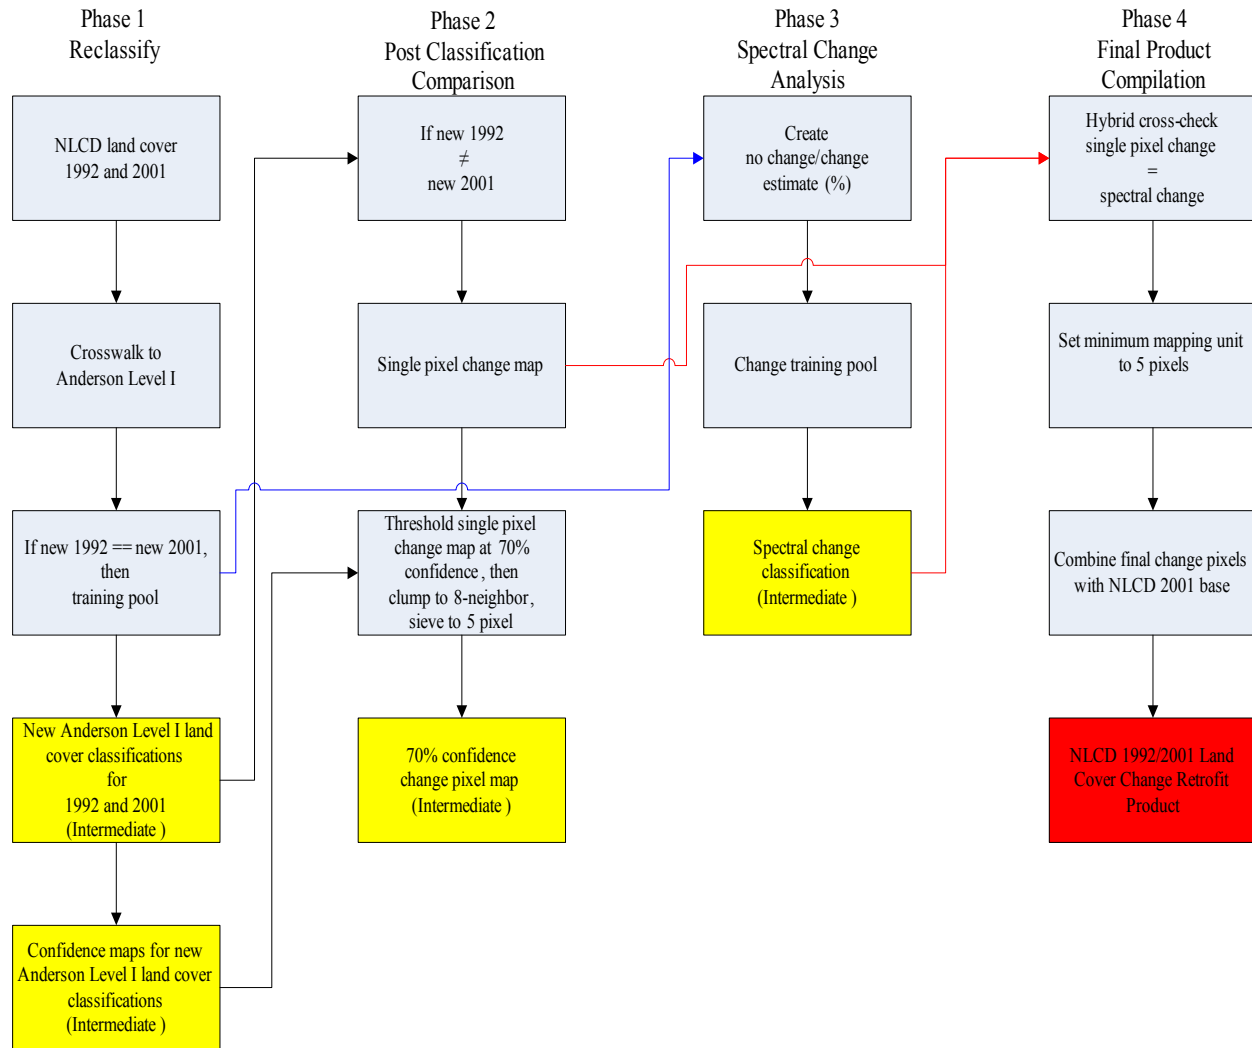 Phase 1
Reclassify
NLCD land cover
1992 and 2001
Crosswalk to
Anderson Level I
If new 1992 == new 2001,
then
training pool
New Anderson Level I land
cover classifications
for
1992 and 2001
(Intermediate )
Confidence maps for new
Anderson Level I land cover
classifications
(Intermediate )
Phase 2
Post Classification
Comparison
If new 1992
≠
new 2001
Single pixel change map
Threshold single pixel
change map at 70%
confidence , then
clump to 8-neighbor ,
sieve to 5 pixel
70% confidence
change pixel map
(Intermediate )
Phase 3
Spectral Change
Analysis
Create
no change/change
estimate (%)
Change training pool
Spectral change
classification
(Intermediate )
Phase 4
Final Product
Compilation
Hybrid cross-check
single pixel change
=
spectral change
Set minimum mapping unit
to 5 pixels
Combine final change pixels
with NLCD 2001 base
NLCD 1992/2001 Land
Cover Change Retrofit
Product